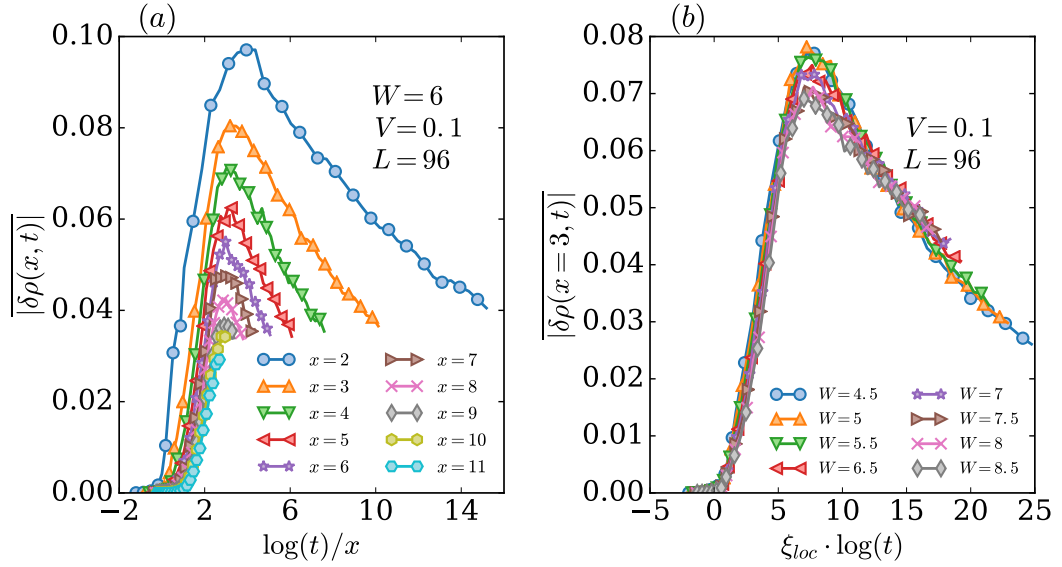 (a)
0.10
0.08
0.06
0.04
0.02
0.00
|δρ(x, t)|
W = 6
V = 0.1
L = 96
x = 2
x = 3
x = 4
x = 5
x = 6
x = 7
x = 8
x = 9
x = 10
x = 11
−2 2 6 10 14
log(t)/x
(b)
0.08
0.07
0.06
0.05
0.04
0.03
0.02
0.01
0.00
|δρ(x = 3, t)|
V = 0.1
L = 96
W = 4.5
W = 5
W = 5.5
W = 6.5
W = 7
W = 7.5
W = 8
W = 8.5
−5 0 5 10 15 20 25
ξloc · log(t)